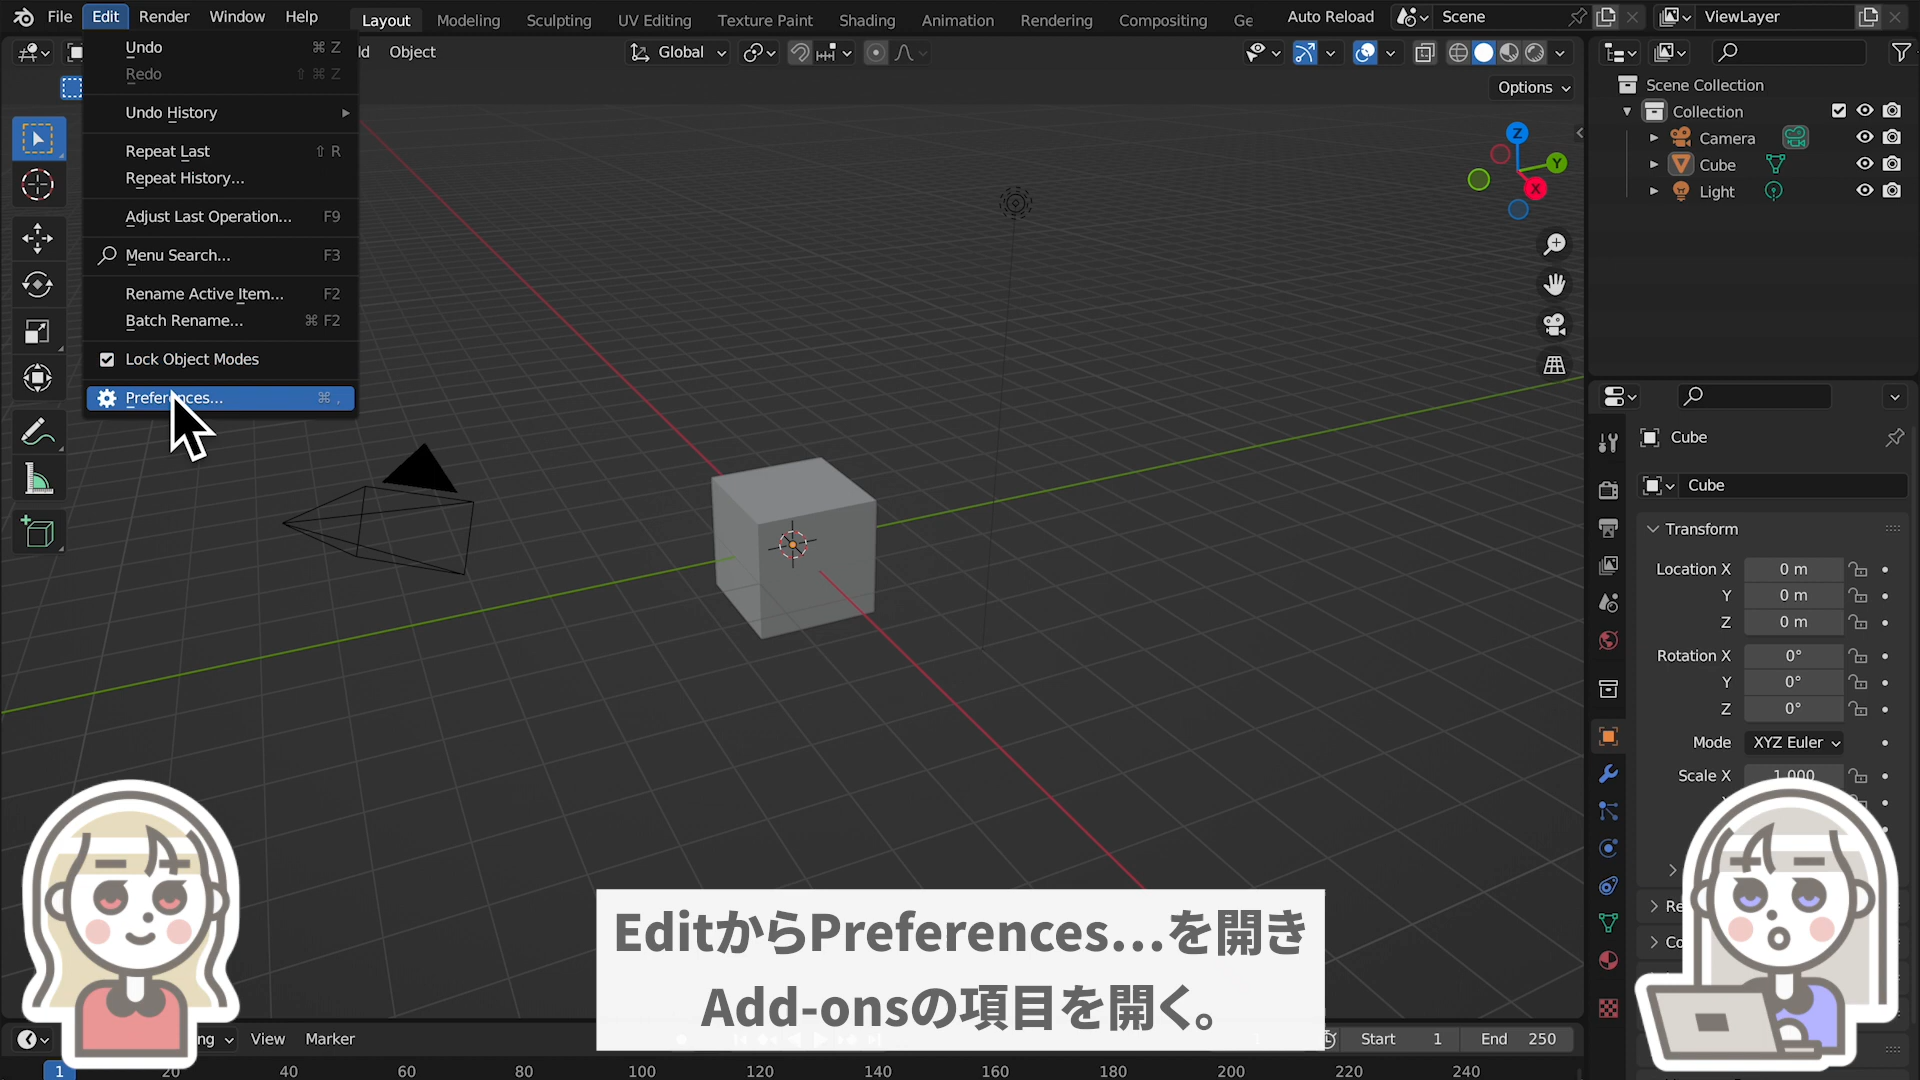 File Edit Render Window Help Layout Modeling Sculpting UV Editing Texture Paint Shading Animation Rendering Compositing Ge Auto Reload Scene ViewLayer
ld Object Global
Options
Undo ⌘ Z
Redo ⇧ ⌘ Z
Undo History
Repeat Last ⇧ R
Repeat History...
Adjust Last Operation... F9
Menu Search... F3
Rename Active Item... F2
Batch Rename... ⌘ F2
Lock Object Modes
Preferences... ⌘ ,
Z
Y
X
Scene Collection
Collection
Camera
Cube
Light
Cube
Cube
Transform
Location X 0 m
Y 0 m
Z 0 m
Rotation X 0°
Y 0°
Z 0°
Mode XYZ Euler
Scale X 1.000
Re
Co
EditからPreferences...を開き
Add-onsの項目を開く。
ng View Marker Start 1 End 250
1 20 40 60 80 100 120 140 160 180 200 220 240